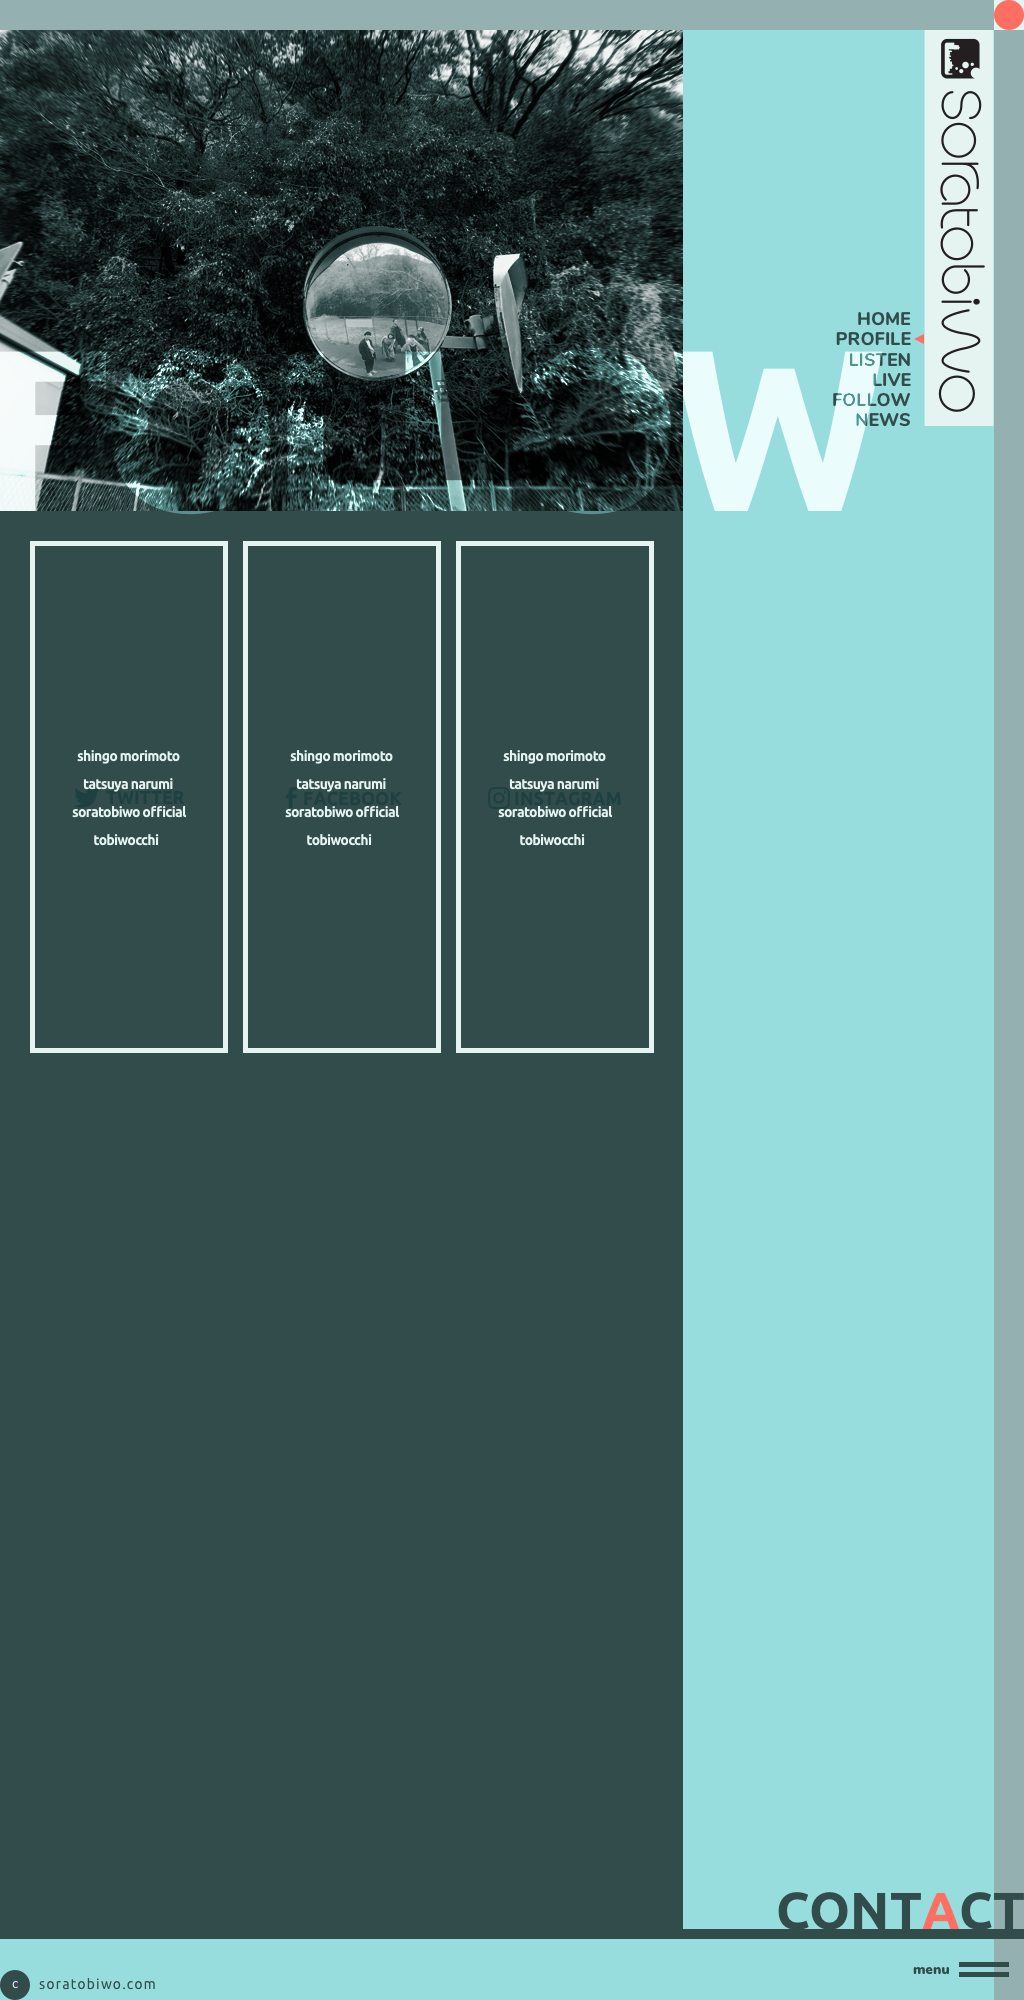 soratobiwo
HOME
PROFILE
LISTEN
LIVE
FOLLOW
NEWS
FOLLOW
shingo morimoto
tatsuya narumi
TWITTER
soratobiwo official
tobiwocchi
shingo morimoto
tatsuya narumi
FACEBOOK
soratobiwo official
tobiwocchi
shingo morimoto
tatsuya narumi
INSTAGRAM
soratobiwo official
tobiwocchi
CONTACT
menu
c soratobiwo.com